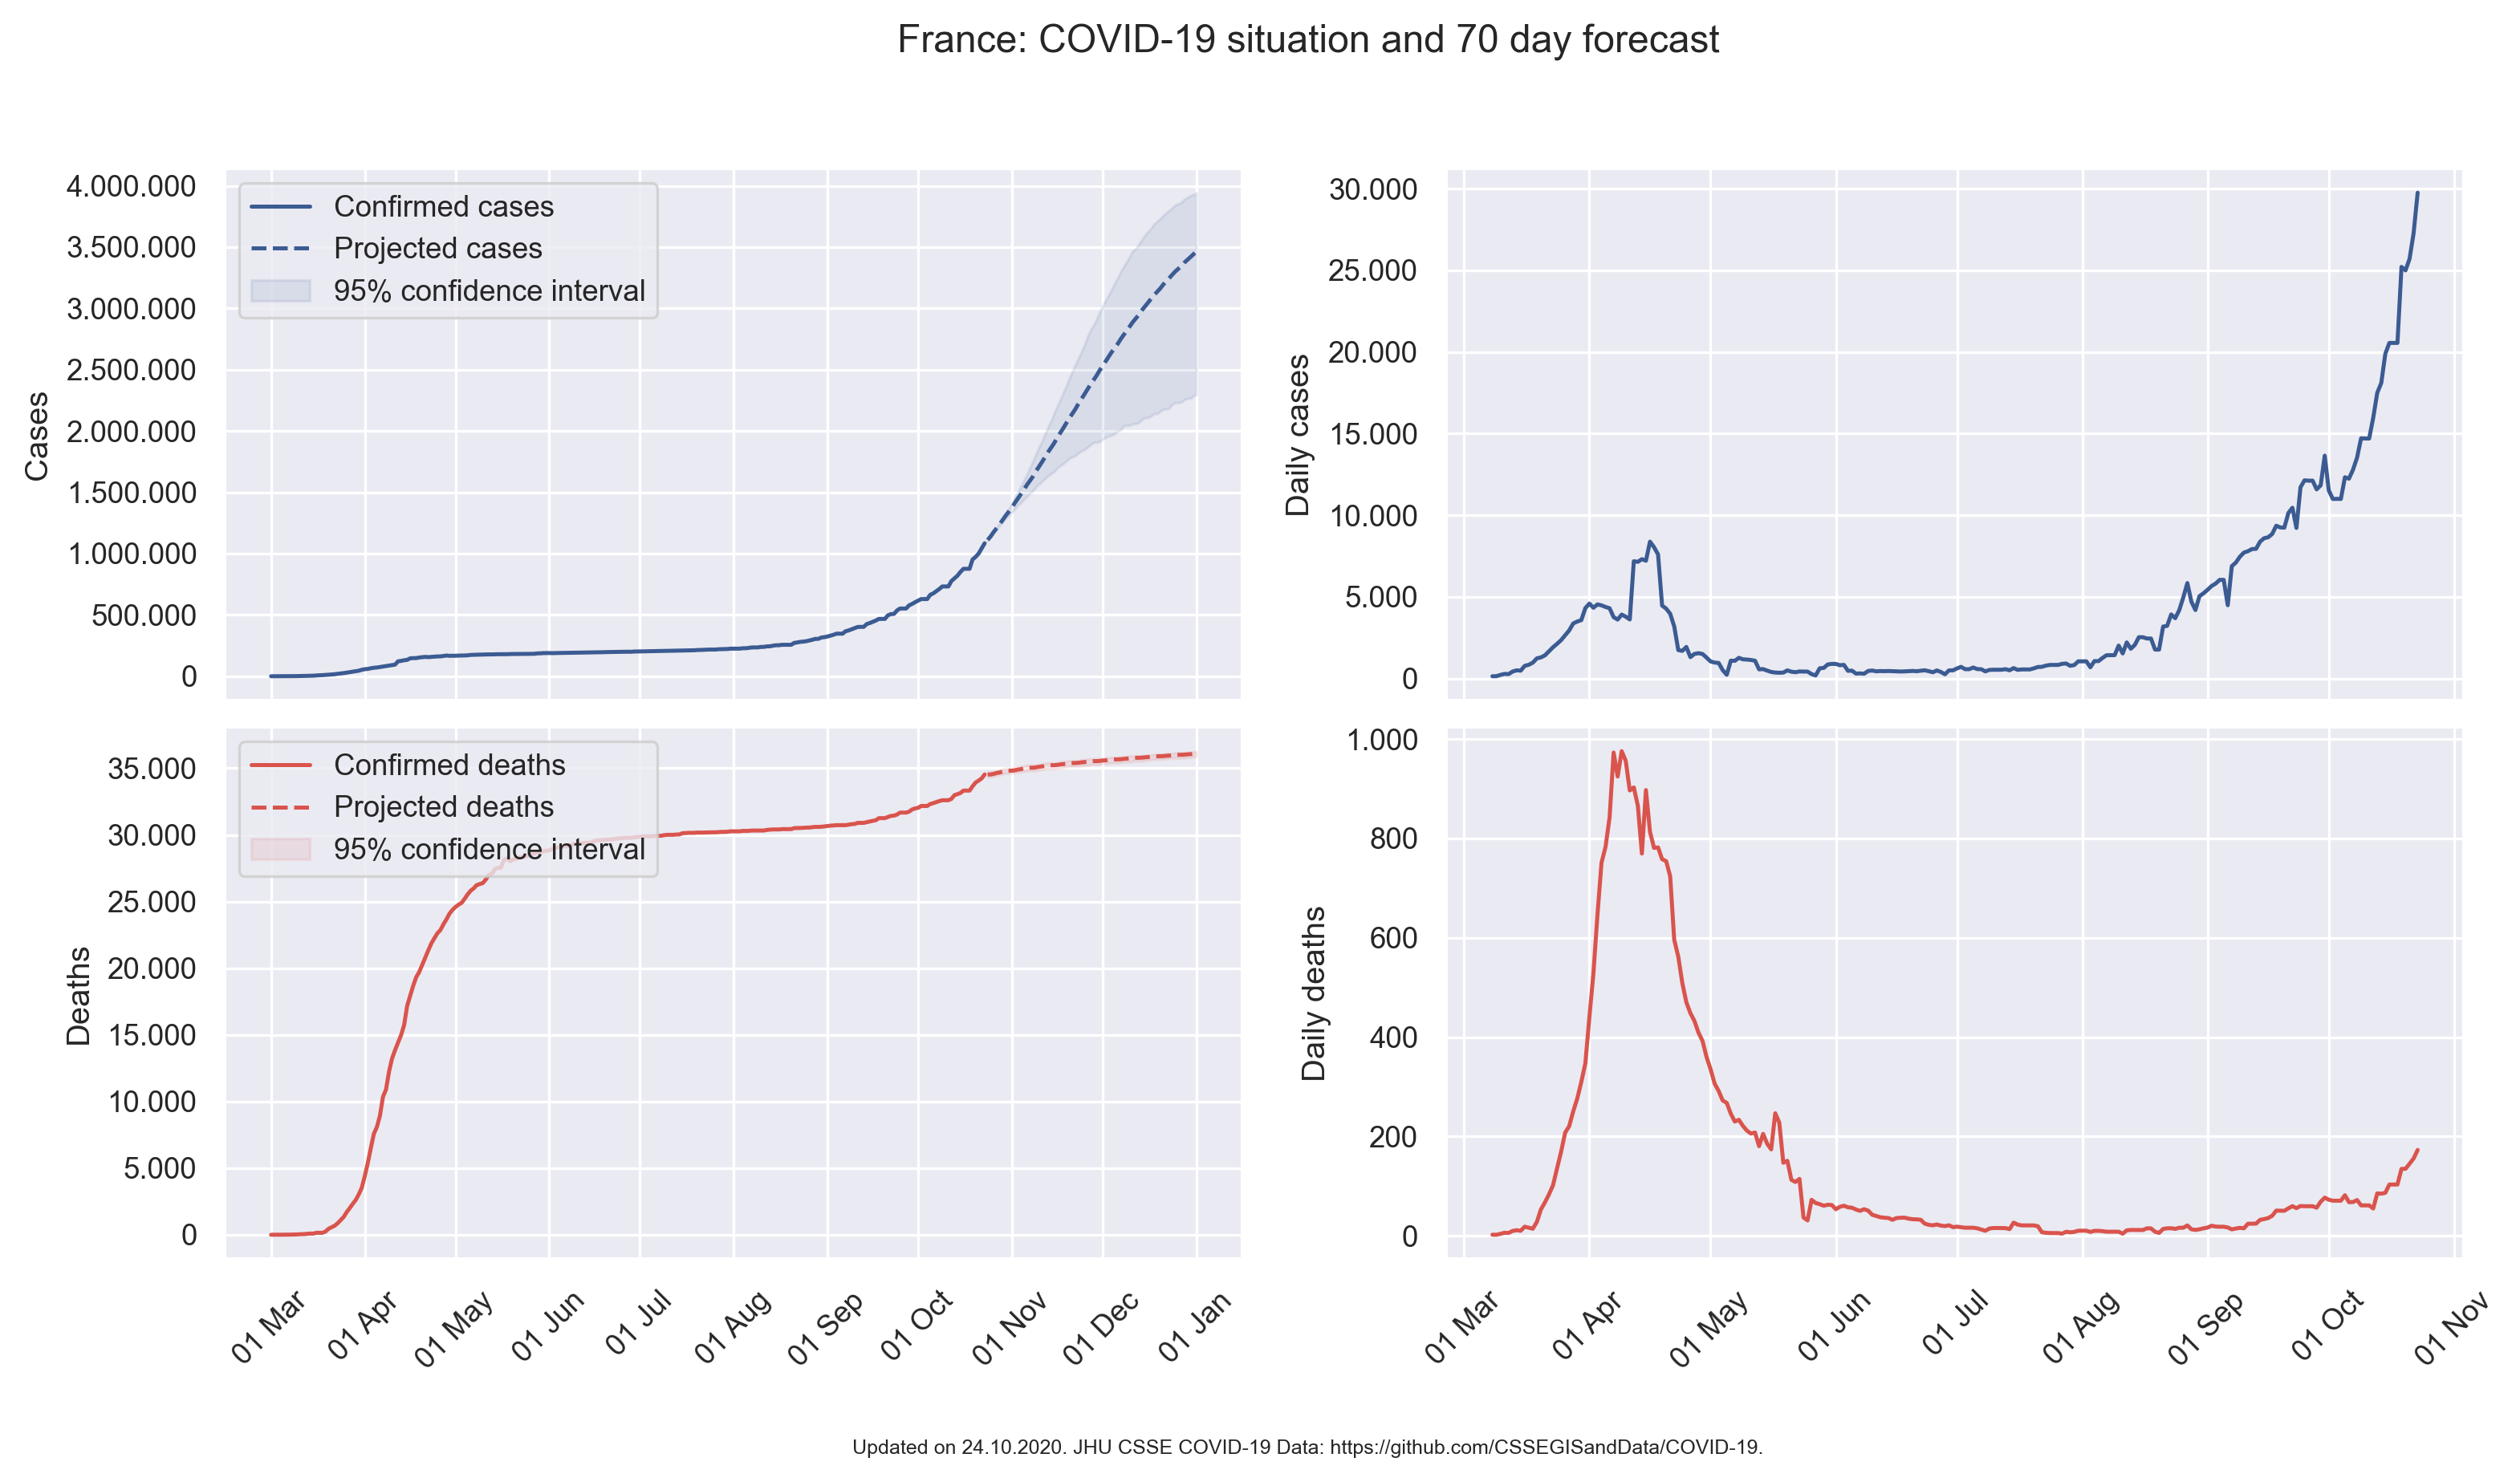 France: COVID-19 situation and 70 day forecast
4.000.000
3.500.000
3.000.000
2.500.000
2.000.000
1.500.000
1.000.000
500.000
0
Cases
Confirmed cases
Projected cases
95% confidence interval
30.000
25.000
20.000
15.000
10.000
5.000
0
Daily cases
35.000
30.000
25.000
20.000
15.000
10.000
5.000
0
Deaths
Confirmed deaths
Projected deaths
95% confidence interval
01 Mar
01 Apr
01 May
01 Jun
01 Jul
01 Aug
01 Sep
01 Oct
01 Nov
01 Dec
01 Jan
1.000
800
600
400
200
0
Daily deaths
01 Mar
01 Apr
01 May
01 Jun
01 Jul
01 Aug
01 Sep
01 Oct
01 Nov
Updated on 24.10.2020. JHU CSSE COVID-19 Data: https://github.com/CSSEGISandData/COVID-19.